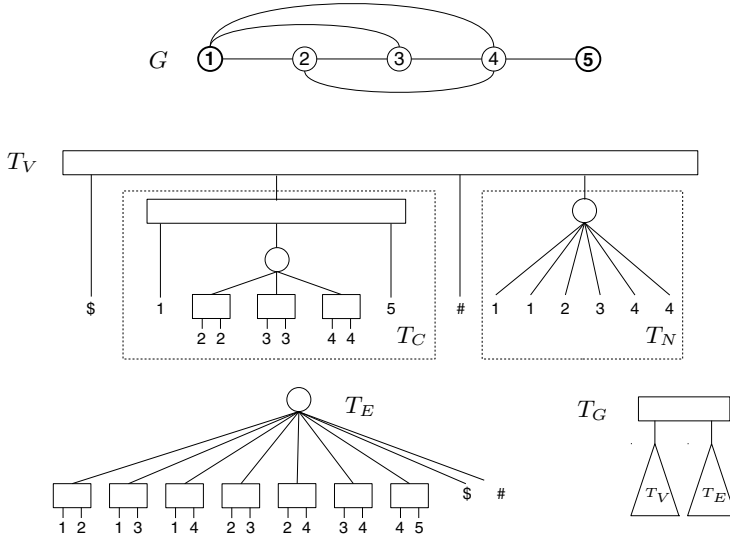 G 1 2 3 4 5
T_V
$ 1 2 2 3 3 4 4 5 T_C # 1 1 2 3 4 4 T_N
T_E T_G
1 2 1 3 1 4 2 3 2 4 3 4 4 5 $ # T_V T_E